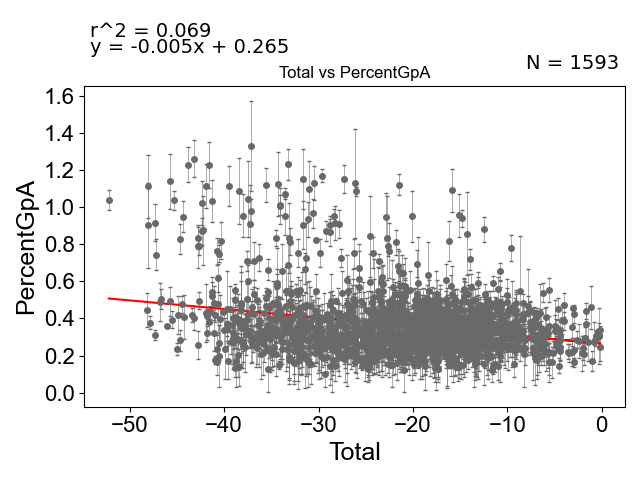 r^2 = 0.069
y = -0.005x + 0.265
N = 1593
Total vs PercentGpA
1.6
1.4
1.2
1.0
0.8
0.6
0.4
0.2
0.0
PercentGpA
−50 −40 −30 −20 −10 0
Total